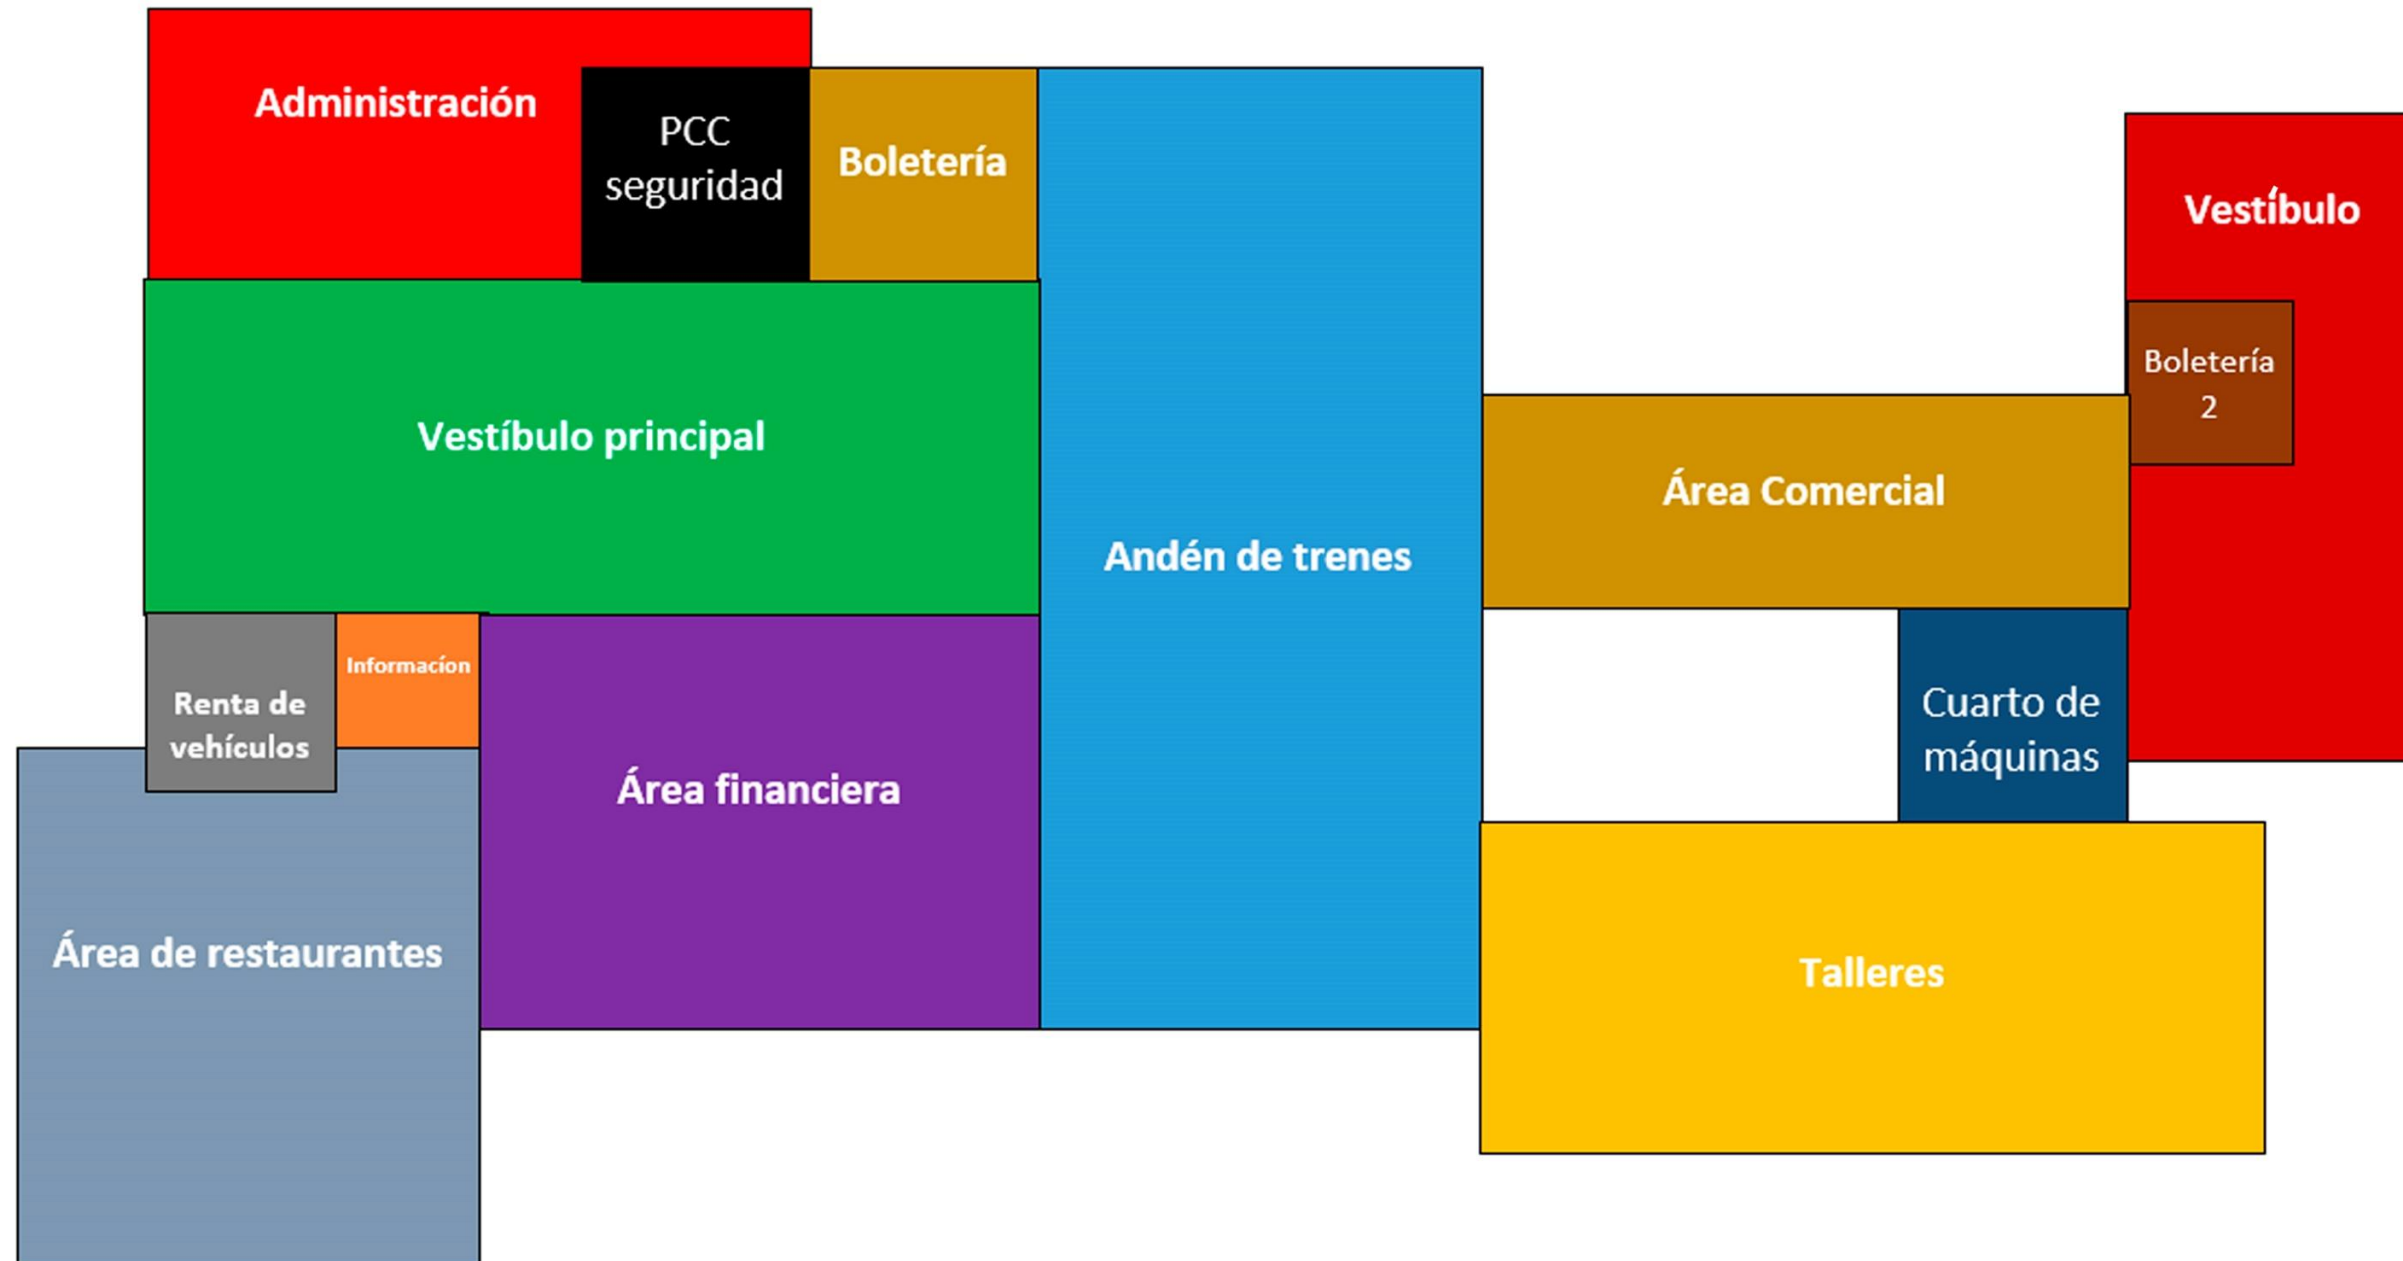 Administración
PCC
seguridad
Boletería
Vestíbulo
Boletería
2
Vestíbulo principal
Área Comercial
Andén de trenes
Informacíon
Renta de
vehículos
Cuarto de
máquinas
Área financiera
Área de restaurantes
Talleres